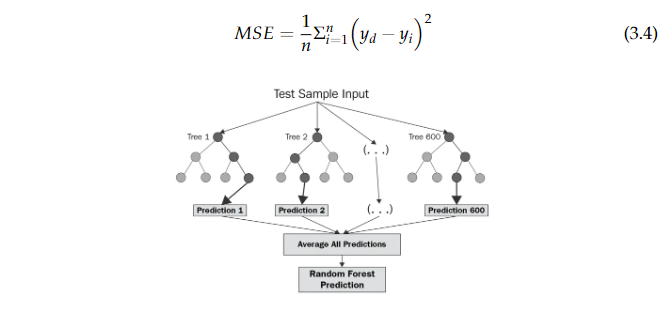 MSE = 1/n Σⁿᵢ₌₁ (y_d − y_i)² (3.4)
Test Sample Input
Tree 1 Tree 2 Tree 600
(. . .)
Prediction 1 Prediction 2 (. . .) Prediction 600
Average All Predictions
Random Forest
Prediction